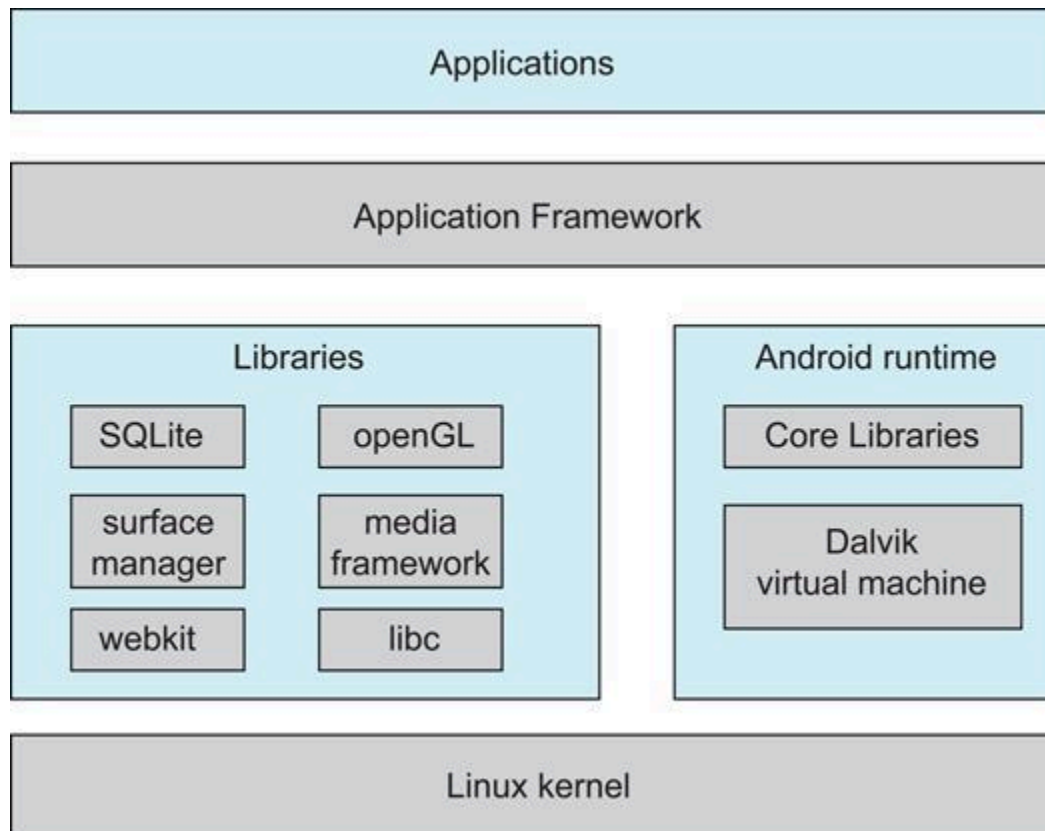 Applications
Application Framework
Libraries
SQLite
openGL
surface
manager
media
framework
webkit
libc
Android runtime
Core Libraries
Dalvik
virtual machine
Linux kernel